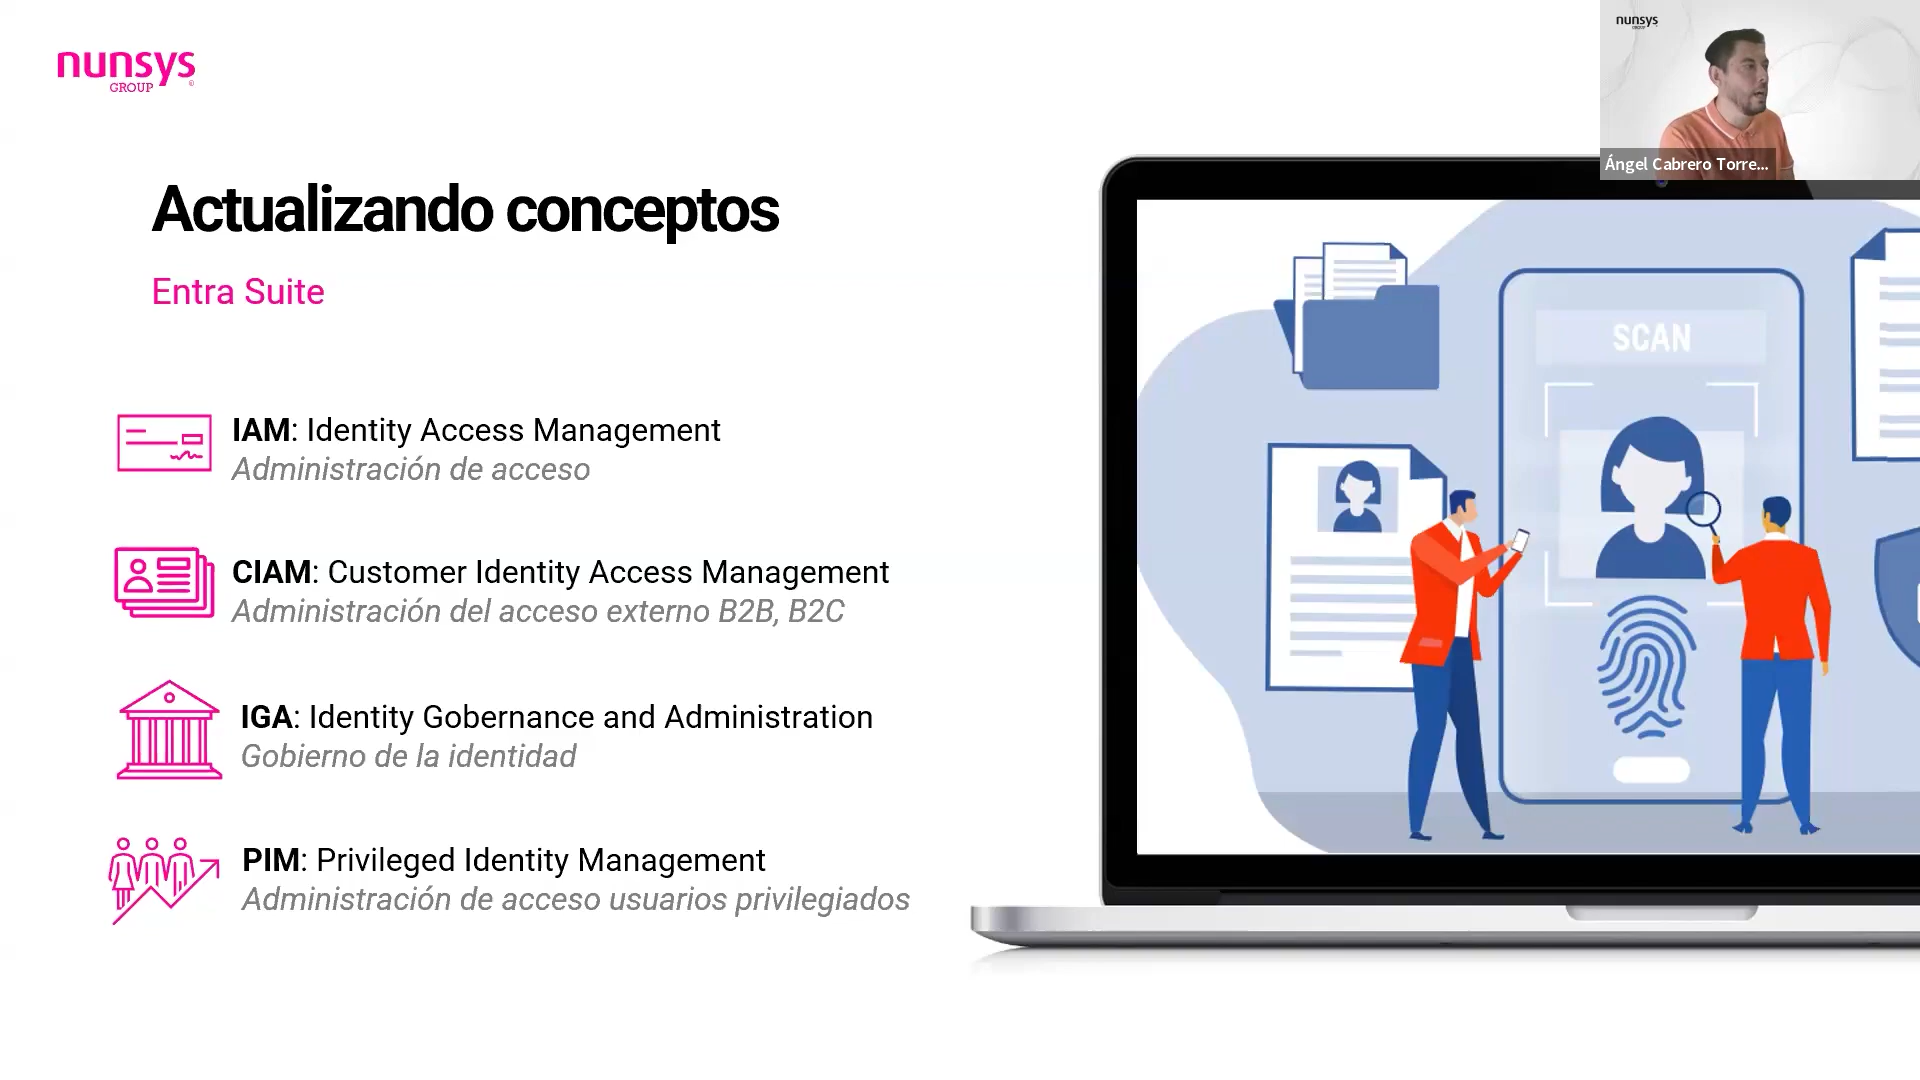 nunsys
GROUP
nunsys
GROUP
Ángel Cabrero Torre...
Actualizando conceptos
Entra Suite
SCAN
IAM: Identity Access Management
Administración de acceso
CIAM: Customer Identity Access Management
Administración del acceso externo B2B, B2C
IGA: Identity Gobernance and Administration
Gobierno de la identidad
PIM: Privileged Identity Management
Administración de acceso usuarios privilegiados